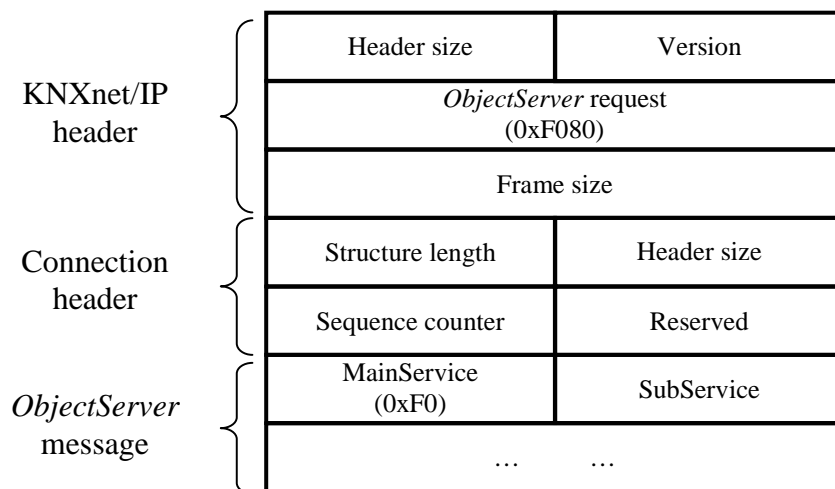 KNXnet/IP
header
Header size
Version
ObjectServer request
(0xF080)
Frame size
Connection
header
Structure length
Header size
Sequence counter
Reserved
ObjectServer
message
MainService
(0xF0)
SubService
… …